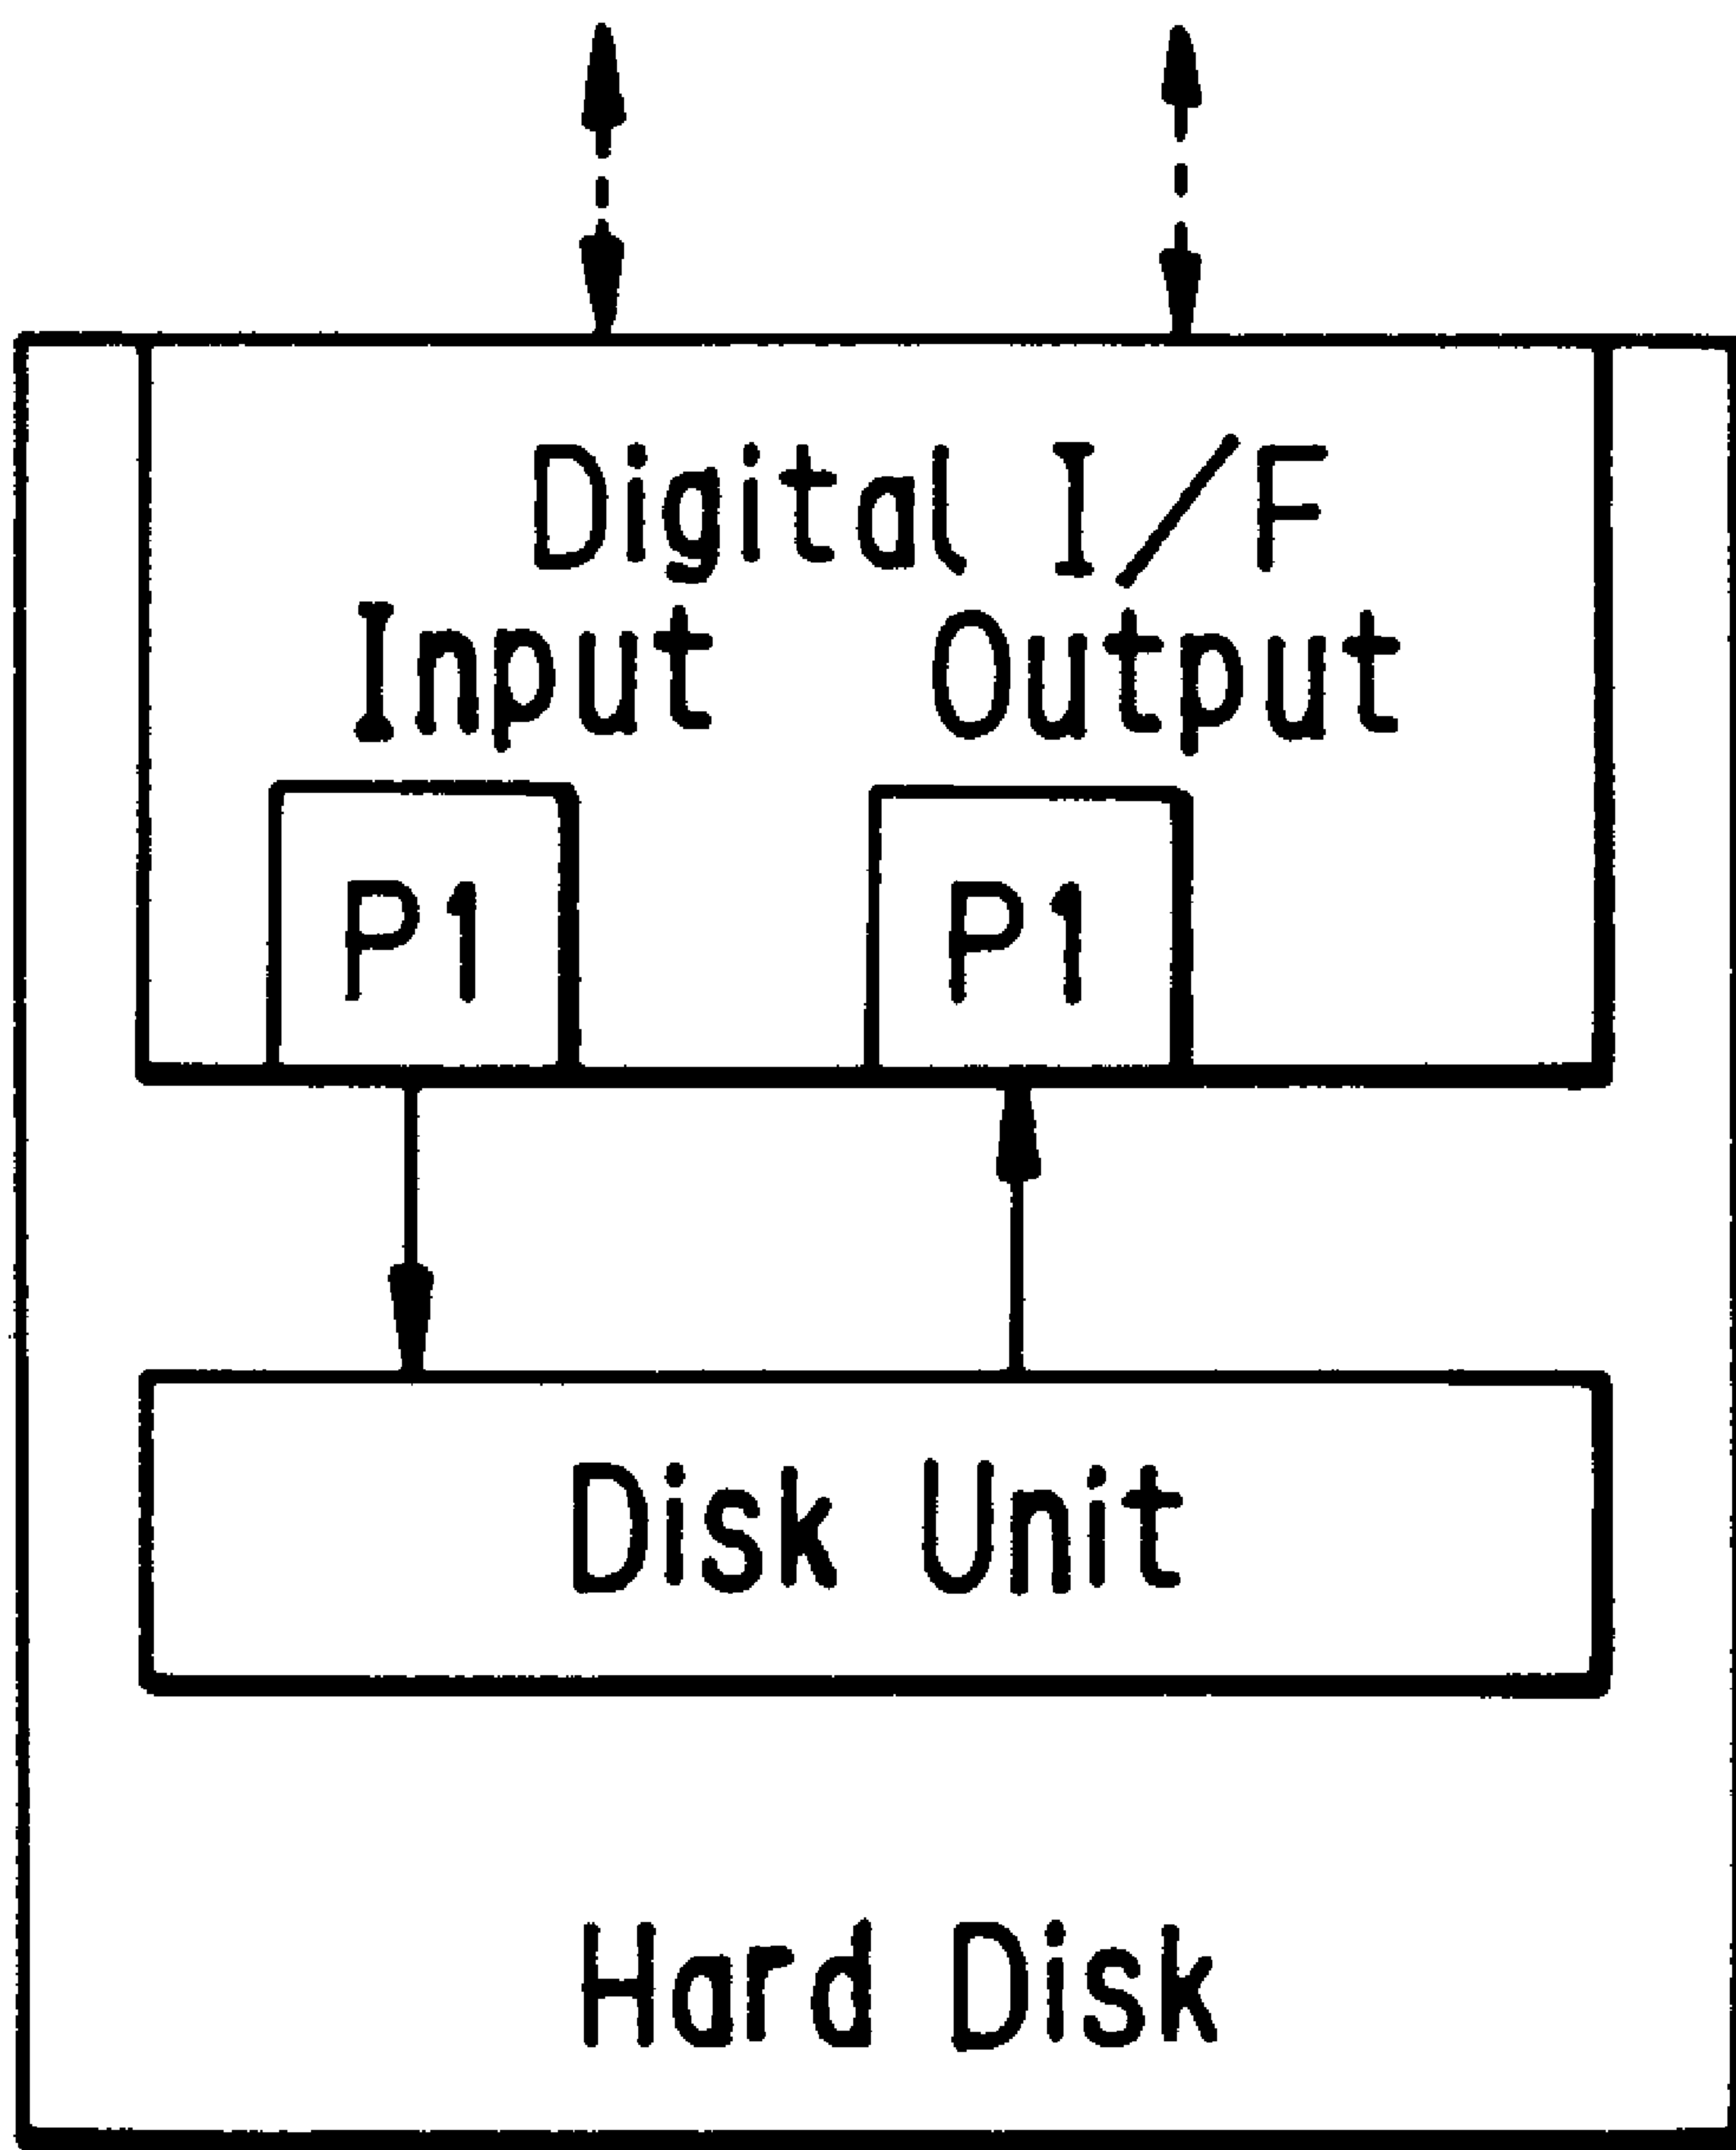 Digital I/F
Input Output
P1 P1
Disk Unit
Hard Disk